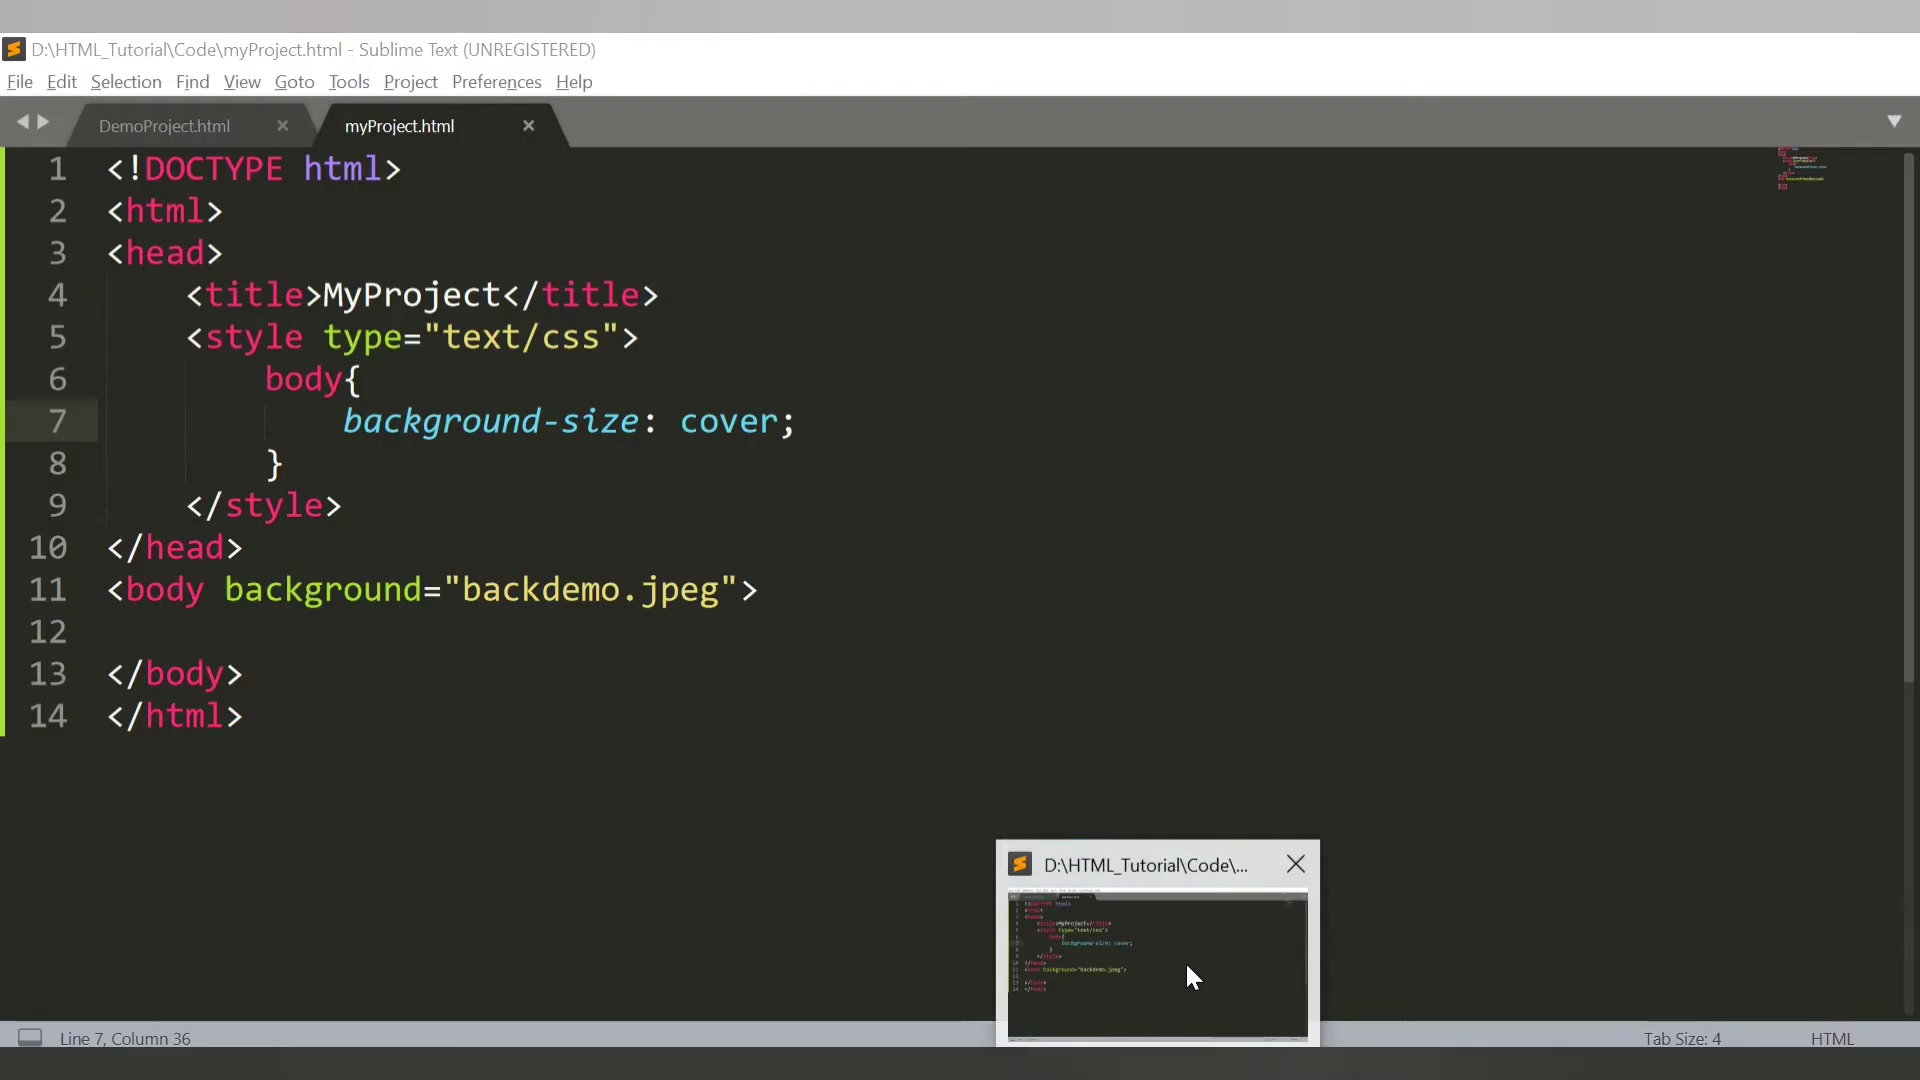 D:\HTML_Tutorial\Code\myProject.html - Sublime Text (UNREGISTERED)
File Edit Selection Find View Goto Tools Project Preferences Help
DemoProject.html myProject.html
1 <!DOCTYPE html>
2 <html>
3 <head>
4 <title>MyProject</title>
5 <style type="text/css">
6 body{
7 background-size: cover;
8 }
9 </style>
10 </head>
11 <body background="backdemo.jpeg">
12
13 </body>
14 </html>
D:\HTML_Tutorial\Code\...
Line 7, Column 36
Tab Size: 4
HTML